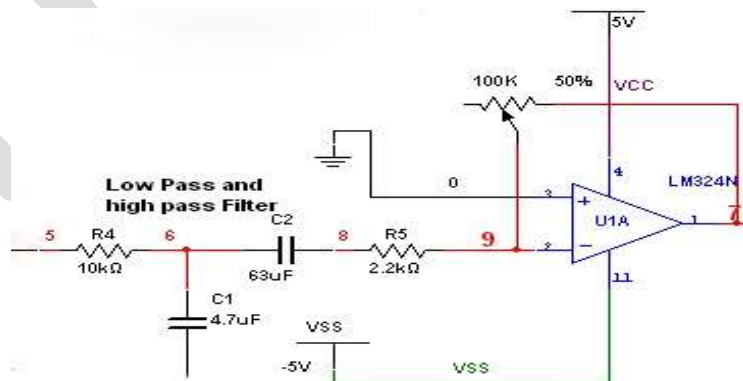 5V
100K 50% VCC
4 LM324N
Low Pass and
high pass Filter
0 3 +
C2
U1A 1 7
5 R4 6 8 R5 9 2 −
10kΩ 63uF 2.2kΩ
11
C1
4.7uF
VSS
-5V VSS